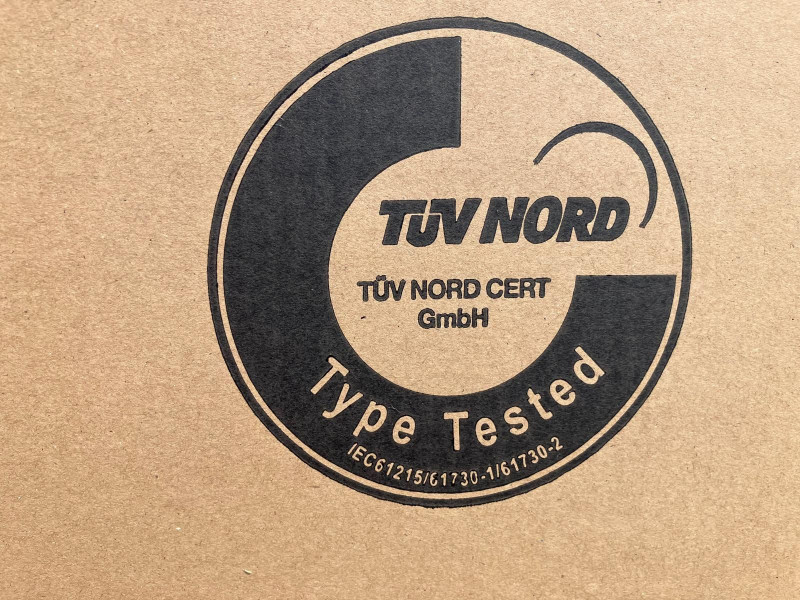 TÜV NORD
TÜV NORD CERT
GmbH
Type Tested
IEC61215/61730-1/61730-2